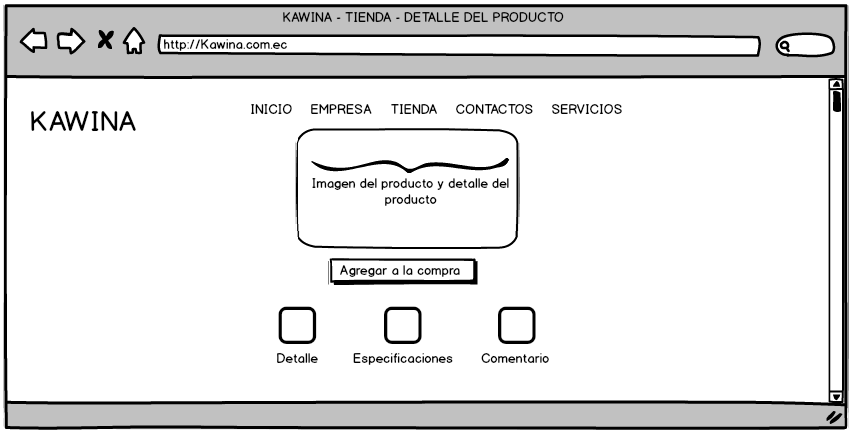 KAWINA - TIENDA - DETALLE DEL PRODUCTO
http://Kawina.com.ec
KAWINA
INICIO EMPRESA TIENDA CONTACTOS SERVICIOS
Imagen del producto y detalle del
producto
Agregar a la compra
Detalle Especificaciones Comentario